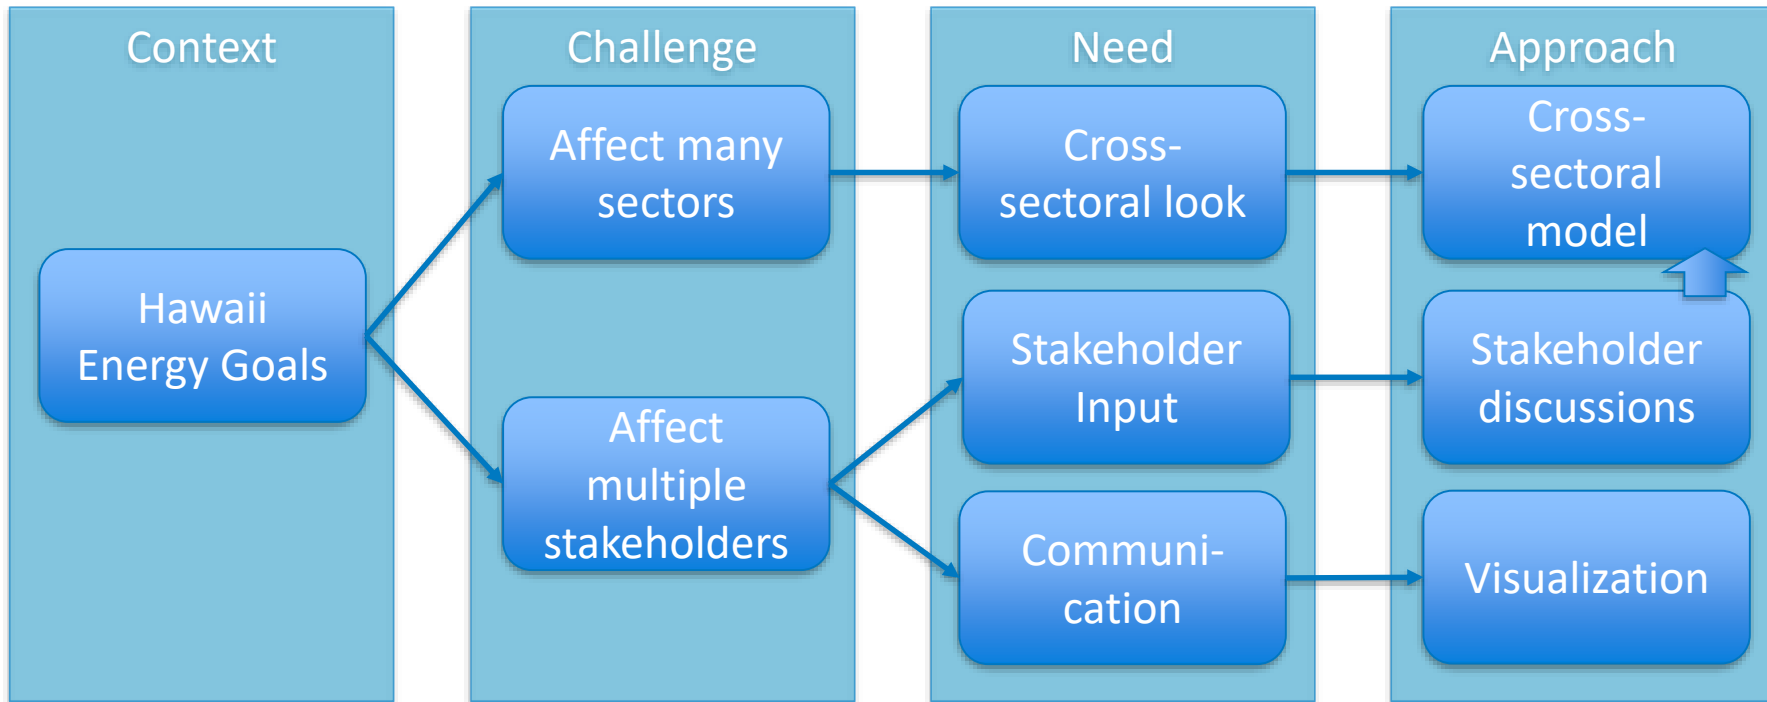 Context
Hawaii
Energy Goals
Challenge
Affect many
sectors
Affect
multiple
stakeholders
Need
Cross-
sectoral look
Stakeholder
Input
Communi-
cation
Approach
Cross-
sectoral
model
Stakeholder
discussions
Visualization